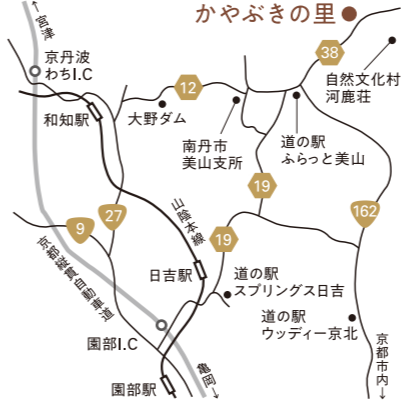 かやぶきの里
↑宮津
京丹波
わちI.C
38
自然文化村
河鹿荘
12
和知駅
大野ダム
南丹市
美山支所
道の駅
ふらっと美山
19
162
27
山陰本線
9
19
京都縦貫自動車道
日吉駅
道の駅
スプリングス日吉
道の駅
ウッディー京北
園部I.C
京都市内→
亀岡→
園部駅